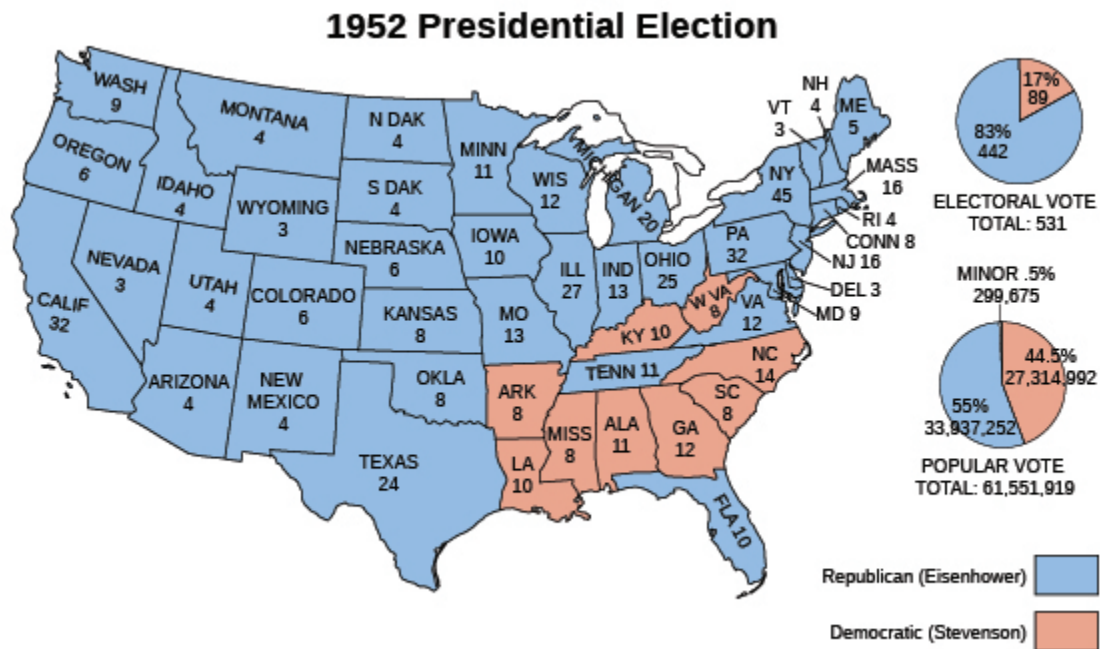 1952 Presidential Election
WASH
9
OREGON
6
CALIF
32
NEVADA
3
IDAHO
4
MONTANA
4
WYOMING
3
UTAH
4
COLORADO
6
ARIZONA
4
NEW
MEXICO
4
N DAK
4
S DAK
4
NEBRASKA
6
KANSAS
8
OKLA
8
TEXAS
24
MINN
11
IOWA
10
MO
13
ARK
8
LA
10
WIS
12
ILL
27
MICHIGAN 20
IND
13
OHIO
25
KY 10
TENN 11
MISS
8
ALA
11
GA
12
FLA 10
SC
8
NC
14
VA
12
W VA
8
PA
32
NY
45
VT
3
NH
4
ME
5
MASS
16
RI 4
CONN 8
NJ 16
DEL 3
MD 9
17%
89
83%
442
ELECTORAL VOTE
TOTAL: 531
MINOR .5%
299,675
44.5%
27,314,992
55%
33,937,252
POPULAR VOTE
TOTAL: 61,551,919
Republican (Eisenhower)
Democratic (Stevenson)